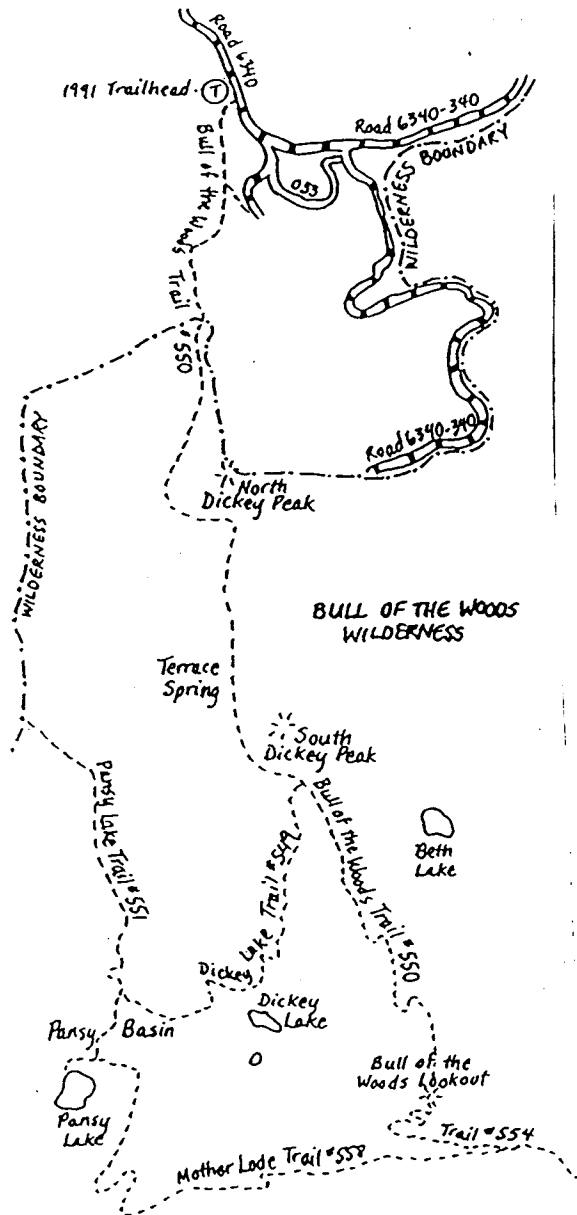 Road 6340
1991 Trailhead
T
Road 6340-340
WILDERNESS BOUNDARY
053
Bull of the Woods Trail #550
WILDERNESS BOUNDARY
Road 6340-340
North
Dickey Peak
BULL OF THE WOODS
WILDERNESS
Terrace
Spring
South
Dickey Peak
Pansy Lake Trail #551
Dickey Lake Trail #549
Bull of the Woods Trail #550
Beth
Lake
Dickey
Lake
Pansy Basin
Bull of the
Woods Lookout
Pansy
Lake
Trail #554
Mother Lode Trail #558